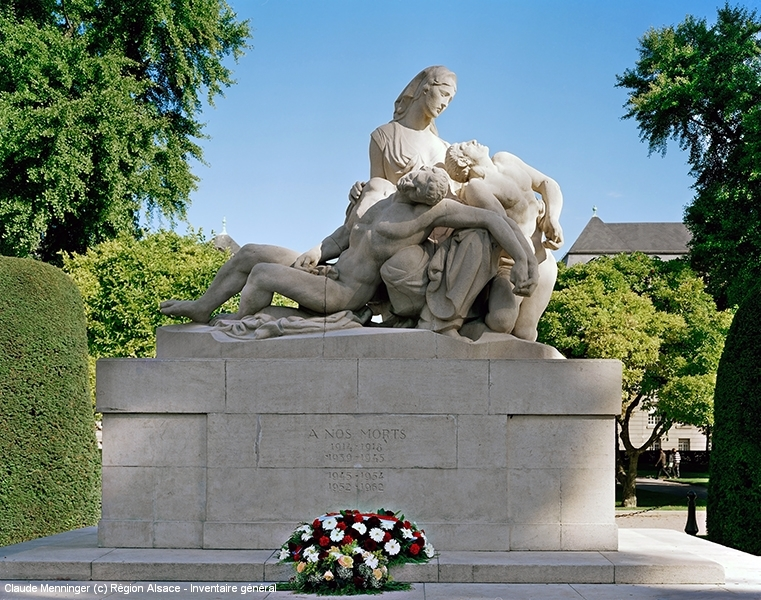 A NOS MORTS
1914-1918
1939-1945
1945-1954
1952-1962
Claude Menninger (c) Région Alsace - Inventaire général